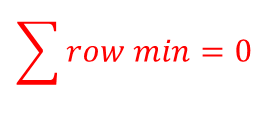 ∑ row min = 0